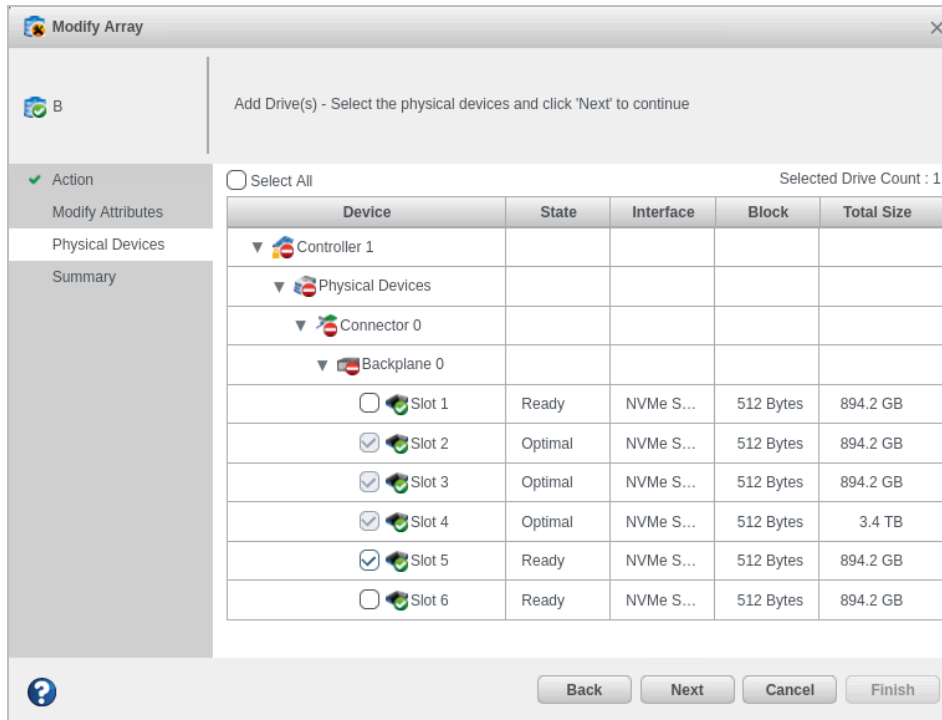 Modify Array
B
Add Drive(s) - Select the physical devices and click 'Next' to continue
Action
Modify Attributes
Physical Devices
Summary
Select All
Selected Drive Count : 1
Device State Interface Block Total Size
Controller 1
Physical Devices
Connector 0
Backplane 0
Slot 1 Ready NVMe S... 512 Bytes 894.2 GB
Slot 2 Optimal NVMe S... 512 Bytes 894.2 GB
Slot 3 Optimal NVMe S... 512 Bytes 894.2 GB
Slot 4 Optimal NVMe S... 512 Bytes 3.4 TB
Slot 5 Ready NVMe S... 512 Bytes 894.2 GB
Slot 6 Ready NVMe S... 512 Bytes 894.2 GB
? Back Next Cancel Finish